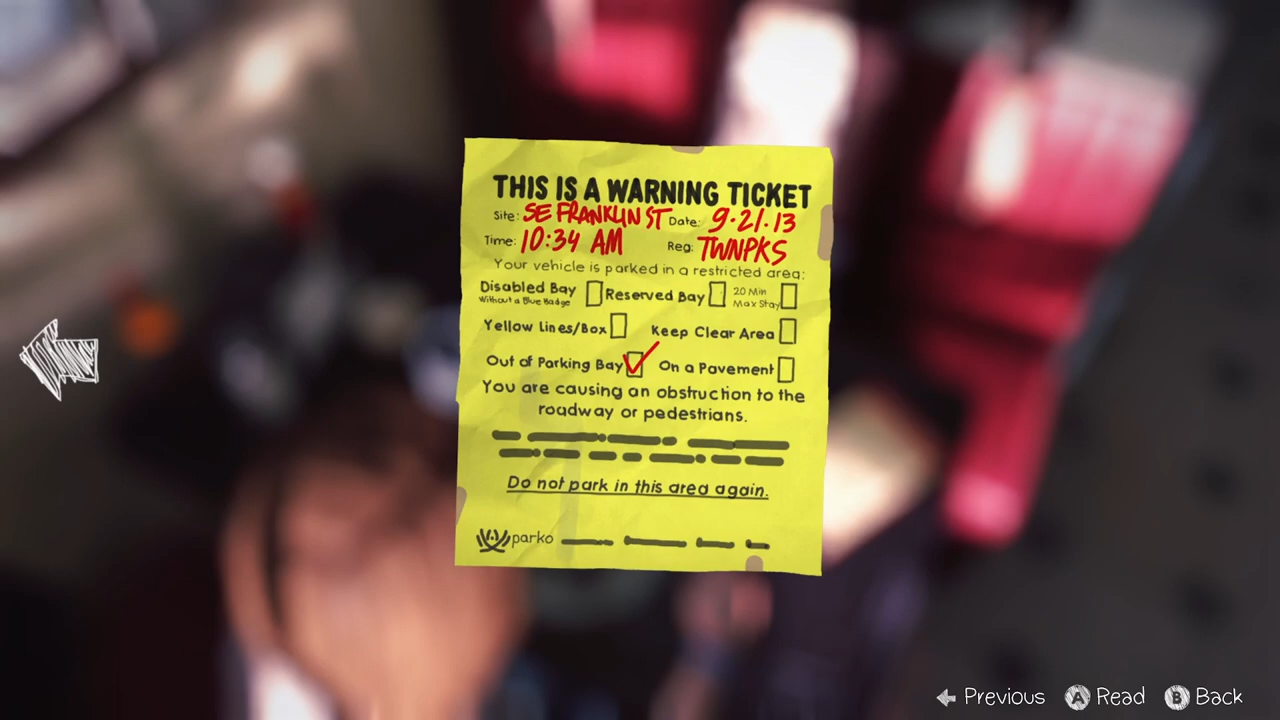 THIS IS A WARNING TICKET
Site: SE FRANKLIN ST Date: 9.21.13
Time: 10:34 AM Reg: TWNPKS
Your vehicle is parked in a restricted area:
Disabled Bay Reserved Bay 20 Min
Without a Blue Badge Max Stay
Yellow Lines/Box Keep Clear Area
Out of Parking Bay On a Pavement
You are causing an obstruction to the
roadway or pedestrians.
Do not park in this area again.
parko
Previous A Read B Back